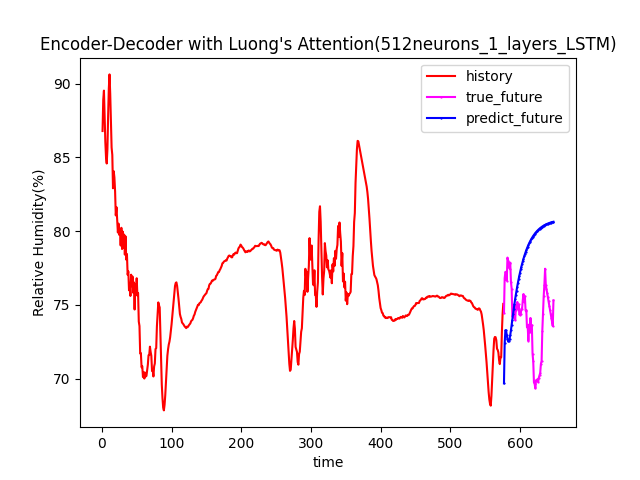 Encoder-Decoder with Luong's Attention(512neurons_1_layers_LSTM)
history
true_future
predict_future
Relative Humidity(%)
90
85
80
75
70
0 100 200 300 400 500 600
time